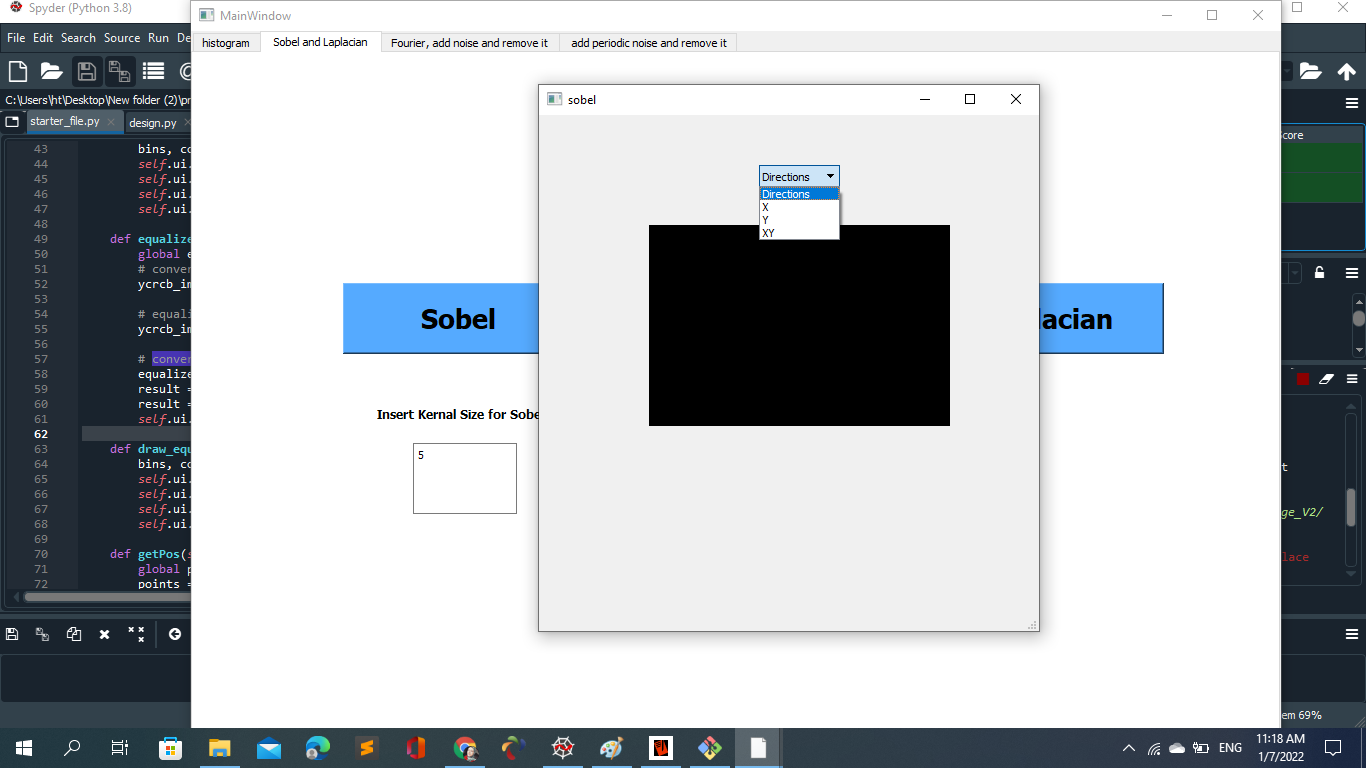 Spyder (Python 3.8)
MainWindow
File Edit Search Source Run De
histogram
Sobel and Laplacian
Fourier, add noise and remove it
add periodic noise and remove it
C:\Users\ht\Desktop\New folder (2)\pr
starter_file.py
design.py
core
43 bins, co
44 self.ui.
45 self.ui.
46 self.ui.
47 self.ui.
48
49 def equalize
50 global e
51 # conver
52 ycrcb_im
53
54 # equali
55 ycrcb_im
56
57 # conver
58 equalize
59 result =
60 result =
61 self.ui.
62
63 def draw_equ
64 bins, co
65 self.ui.
66 self.ui.
67 self.ui.
68 self.ui.
69
70 def getPos(s
71 global p
72 points =
Sobel
lacian
Insert Kernal Size for Sobe
5
sobel
Directions
Directions
X
Y
XY
t
ge_V2/
lace
em 69%
ENG
11:18 AM
1/7/2022